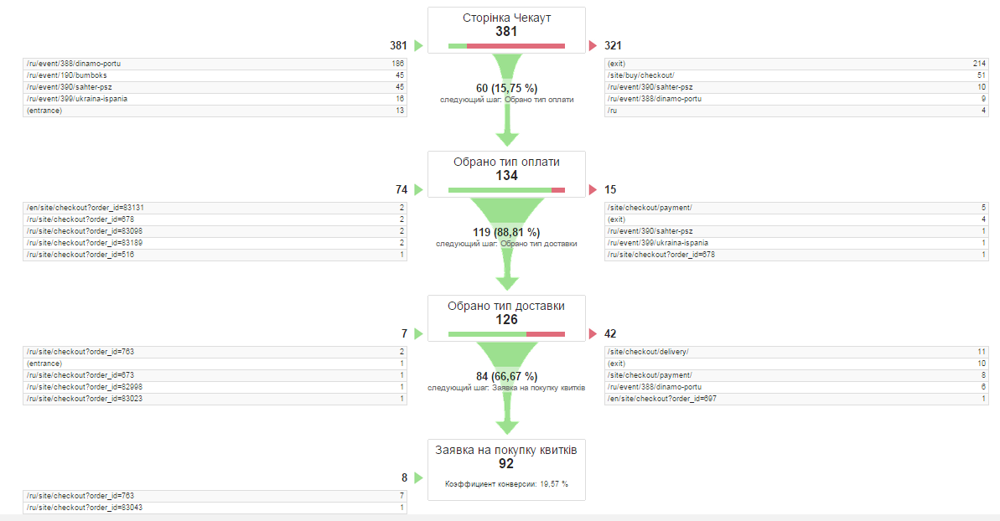 Сторінка Чекаут
381
381
321
/ru/event/388/dinamo-portu 186
/ru/event/190/bumboks 45
/ru/event/390/sahter-psz 45
/ru/event/399/ukraina-ispania 16
(entrance) 13
(exit) 214
/site/buy/checkout/ 51
/ru/event/390/sahter-psz 10
/ru/event/388/dinamo-portu 9
/ru 4
60 (15,75 %)
следующий шаг: Обрано тип оплати
Обрано тип оплати
134
74
15
/en/site/checkout?order_id=83131 2
/ru/site/checkout?order_id=678 2
/ru/site/checkout?order_id=83098 2
/ru/site/checkout?order_id=83189 2
/ru/site/checkout?order_id=516 1
/site/checkout/payment/ 5
(exit) 4
/ru/event/390/sahter-psz 1
/ru/event/399/ukraina-ispania 1
/ru/site/checkout?order_id=678 1
119 (88,81 %)
следующий шаг: Обрано тип доставки
Обрано тип доставки
126
7
42
/ru/site/checkout?order_id=763 2
(entrance) 1
/ru/site/checkout?order_id=673 1
/ru/site/checkout?order_id=82998 1
/ru/site/checkout?order_id=83023 1
/site/checkout/delivery/ 11
(exit) 10
/site/checkout/payment/ 8
/ru/event/388/dinamo-portu 6
/en/site/checkout?order_id=697 1
84 (66,67 %)
следующий шаг: Заявка на покупку квитків
Заявка на покупку квитків
92
Коэффициент конверсии: 19,57 %
8
/ru/site/checkout?order_id=763 7
/ru/site/checkout?order_id=83043 1